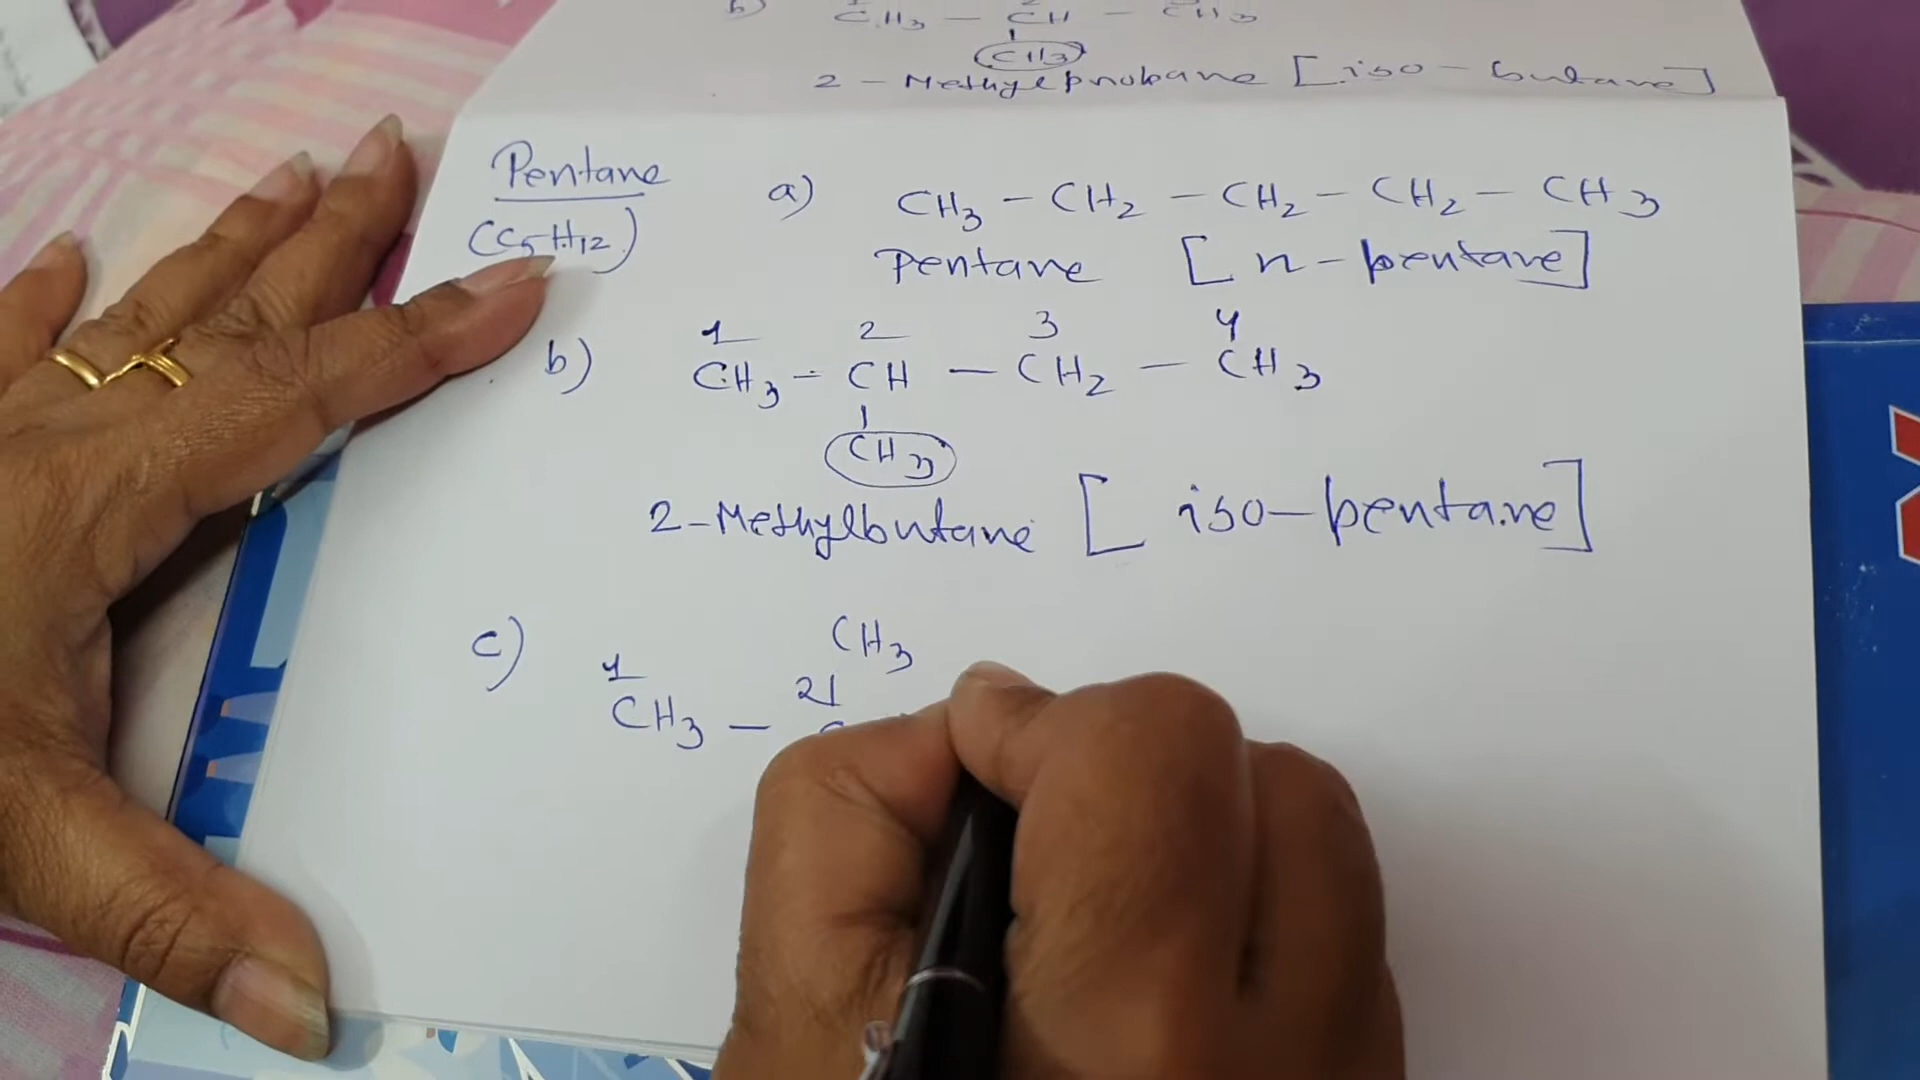 b) CH3 - CH - CH3
CH3
2 - Methylpropane [iso - butane]
Pentane
(C5H12)
a) CH3 - CH2 - CH2 - CH2 - CH3
Pentane [n - pentane]
1 2 3 4
b) CH3 - CH - CH2 - CH3
CH3
2-Methylbutane [iso-pentane]
CH3
1 2
c) CH3 - C